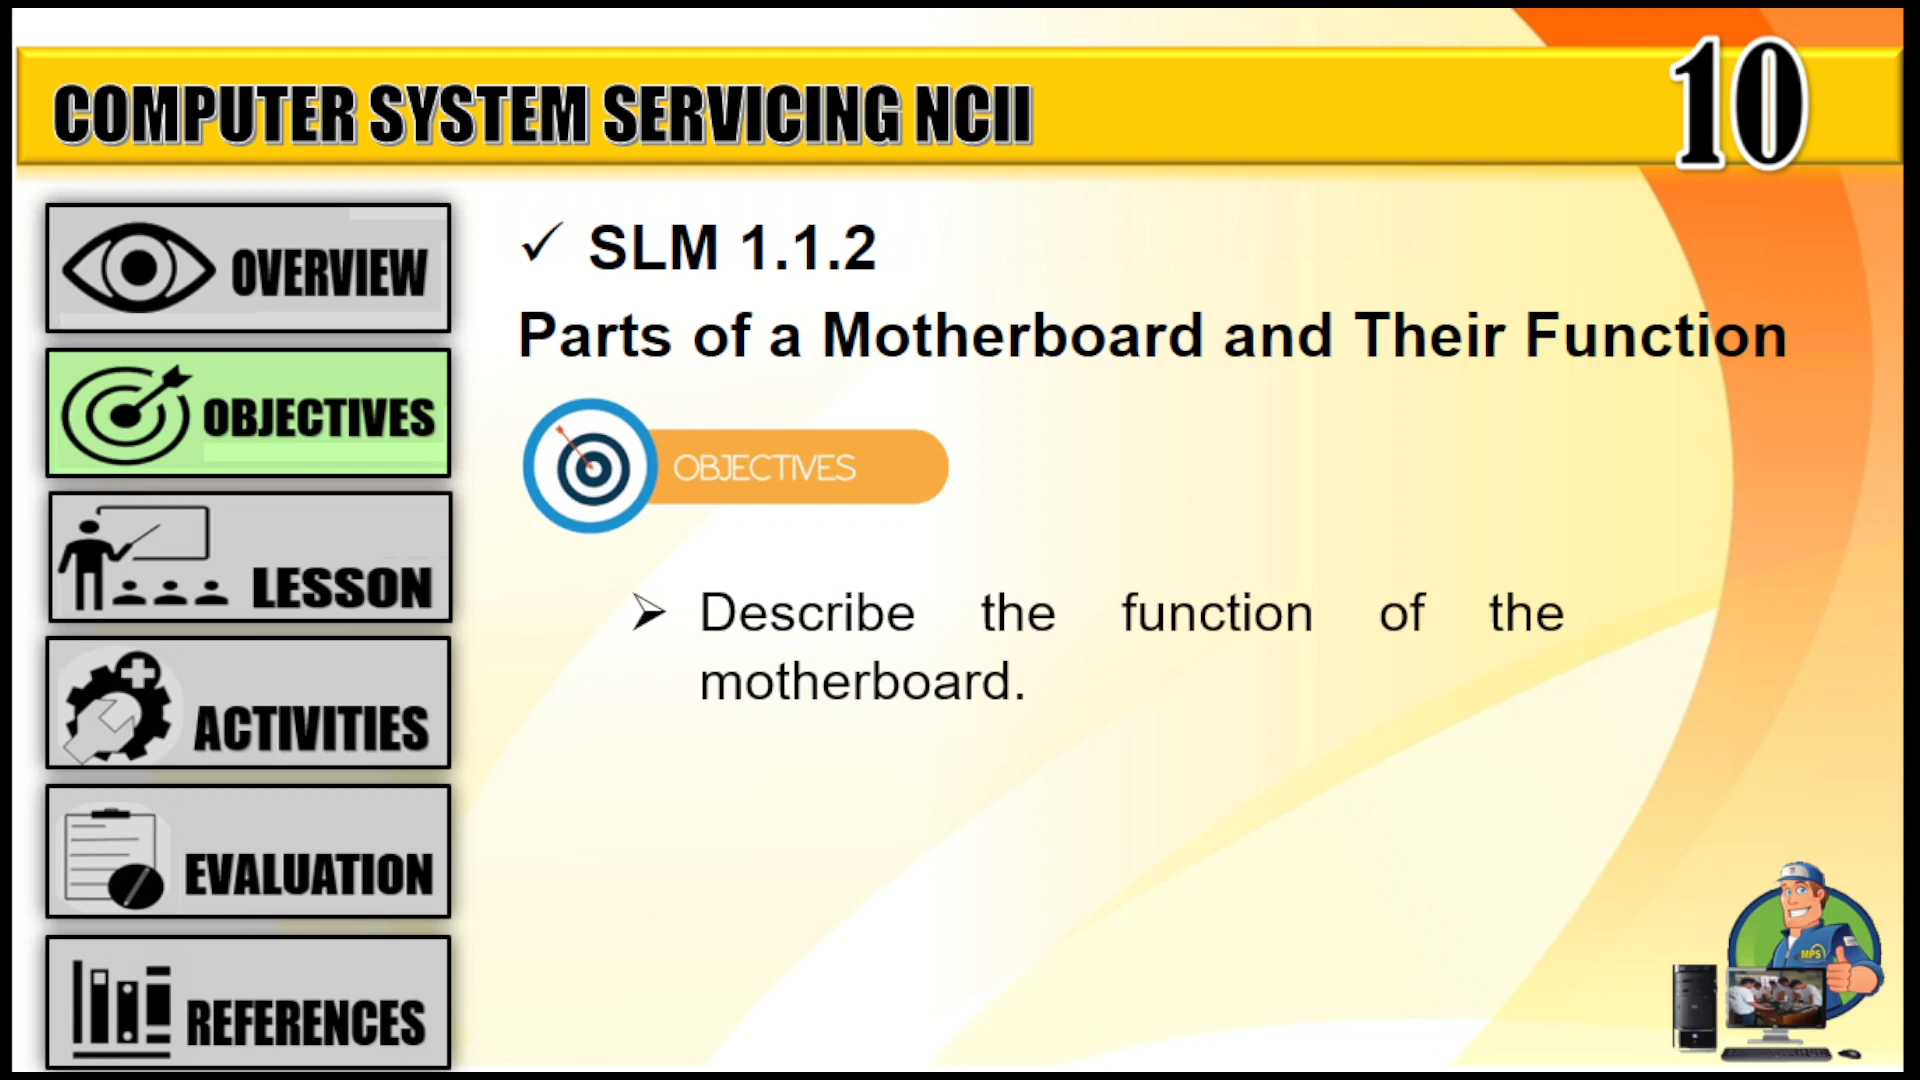 COMPUTER SYSTEM SERVICING NCII
10
OVERVIEW
OBJECTIVES
LESSON
ACTIVITIES
EVALUATION
REFERENCES
✓ SLM 1.1.2
Parts of a Motherboard and Their Function
OBJECTIVES
➢ Describe the function of the
motherboard.
MPS